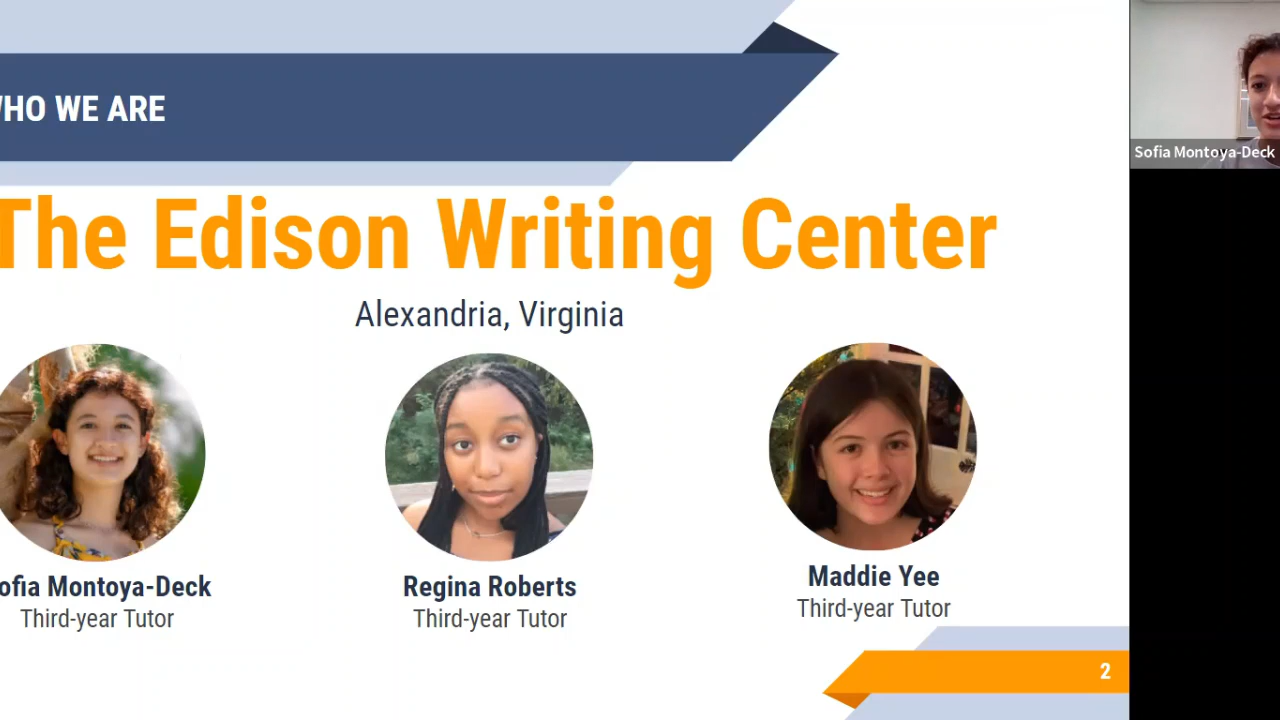 WHO WE ARE
The Edison Writing Center
Alexandria, Virginia
ofia Montoya-Deck
Third-year Tutor
Regina Roberts
Third-year Tutor
Maddie Yee
Third-year Tutor
2
Sofia Montoya-Deck